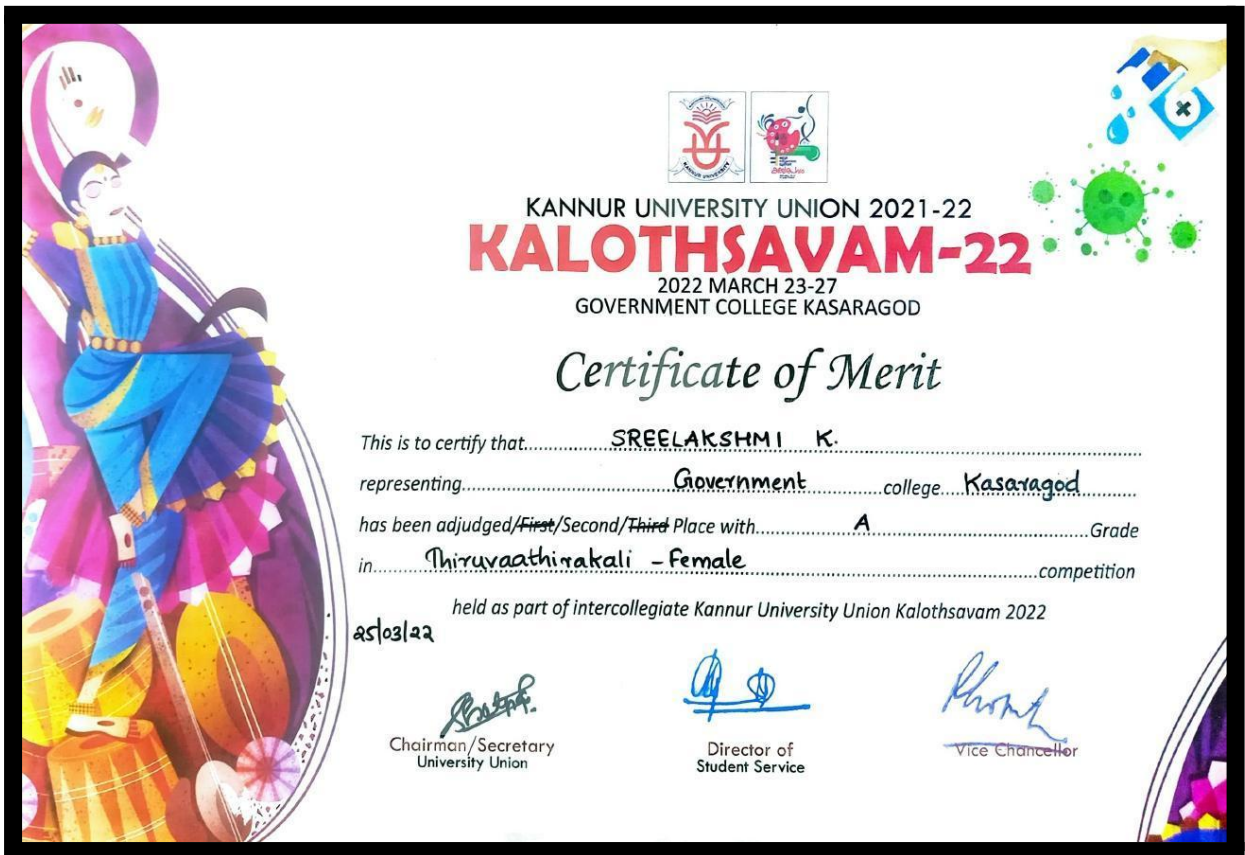 KANNUR UNIVERSITY
KANNUR UNIVERSITY UNION 2021-22
KALOTHSAVAM-22
2022 MARCH 23-27
GOVERNMENT COLLEGE KASARAGOD
Certificate of Merit
This is to certify that.......SREELAKSHMI K.......
representing.......Government.......college....Kasaragod.......
has been adjudged/First/Second/Third Place with.......A.......Grade
in.......Thiruvaathirakali - Female.......competition
held as part of intercollegiate Kannur University Union Kalothsavam 2022
25/03/22
Chairman/Secretary
University Union
Director of
Student Service
Vice Chancellor